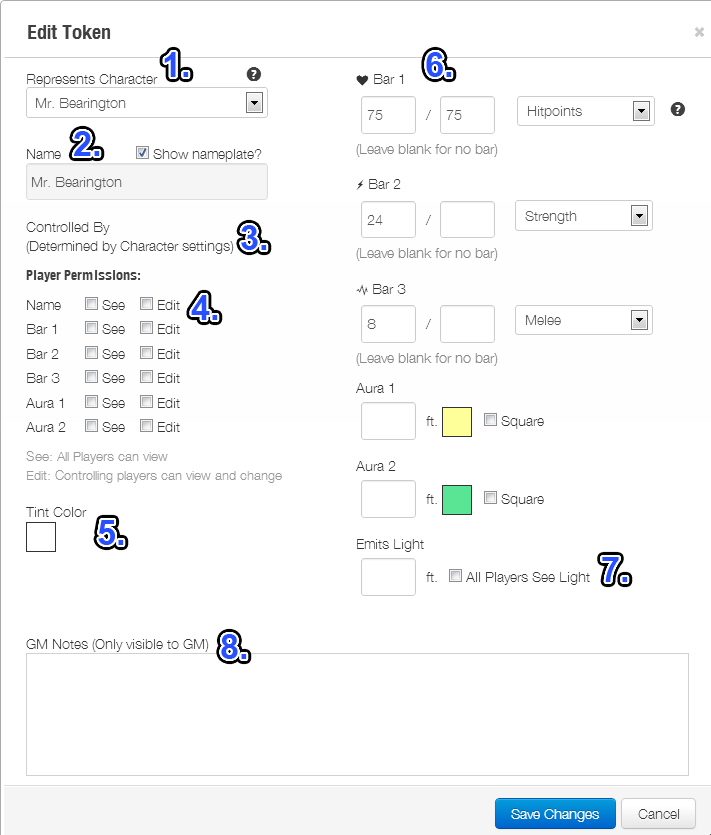 Edit Token
×
1.
Represents Character
?
Mr. Bearington
2.
Name
Show nameplate?
Mr. Bearington
Controlled By
(Determined by Character settings)
3.
Player Permissions:
4.
Name See Edit
Bar 1 See Edit
Bar 2 See Edit
Bar 3 See Edit
Aura 1 See Edit
Aura 2 See Edit
See: All Players can view
Edit: Controlling players can view and change
Tint Color
5.
6.
Bar 1
75 / 75 Hitpoints ?
(Leave blank for no bar)
Bar 2
24 / Strength
(Leave blank for no bar)
Bar 3
8 / Melee
(Leave blank for no bar)
Aura 1
ft. Square
Aura 2
ft. Square
Emits Light
ft. All Players See Light
7.
GM Notes (Only visible to GM)
8.
Save Changes
Cancel